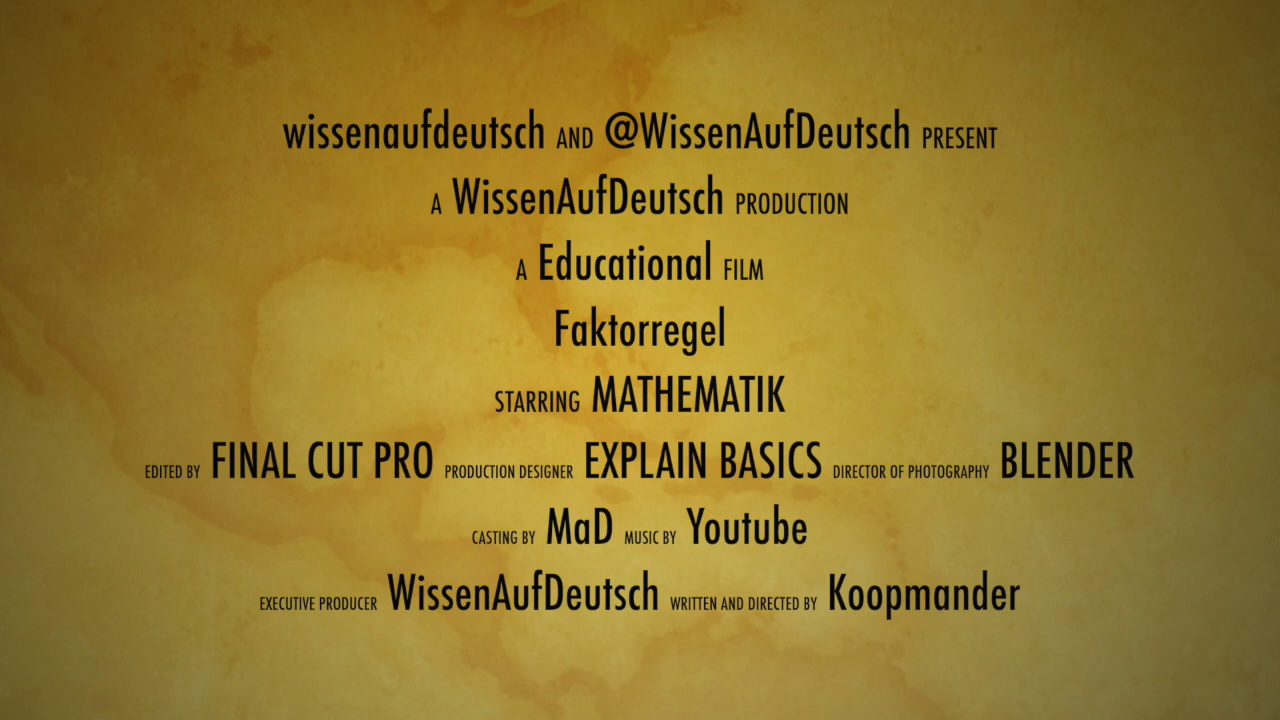 wissenaufdeutsch AND @WissenAufDeutsch PRESENT
A WissenAufDeutsch PRODUCTION
A Educational FILM
Faktorregel
STARRING MATHEMATIK
EDITED BY FINAL CUT PRO PRODUCTION DESIGNER EXPLAIN BASICS DIRECTOR OF PHOTOGRAPHY BLENDER
CASTING BY MaD MUSIC BY Youtube
EXECUTIVE PRODUCER WissenAufDeutsch WRITTEN AND DIRECTED BY Koopmander